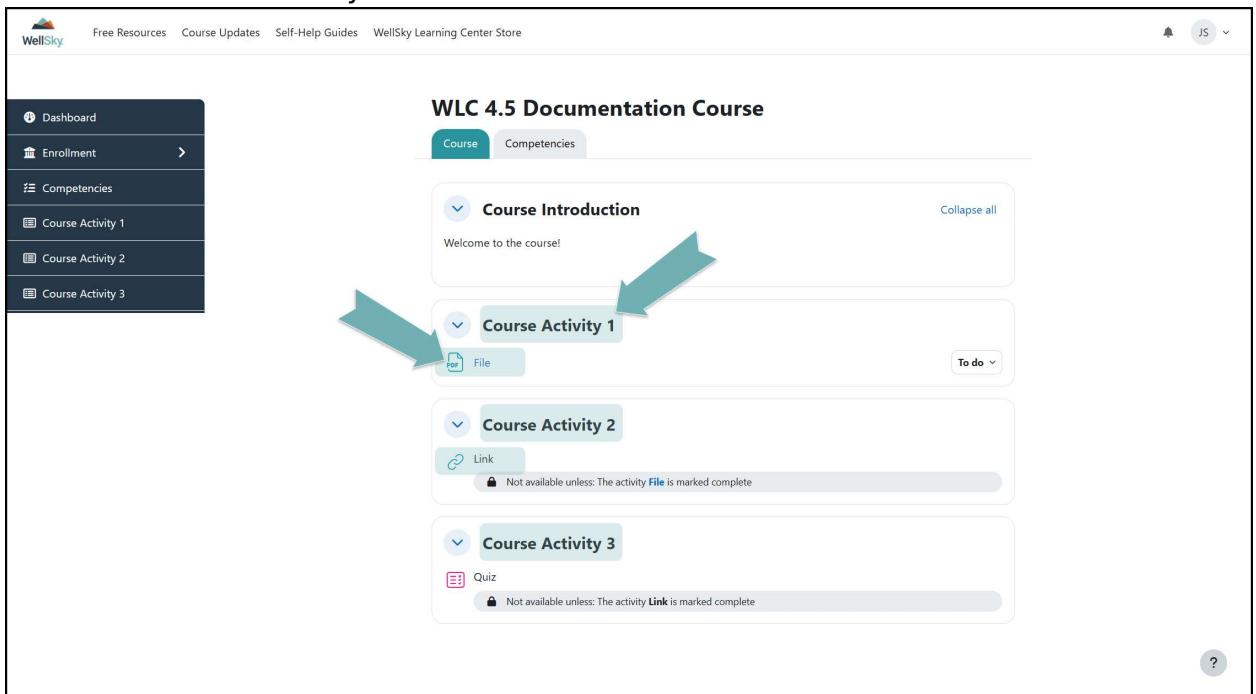 WellSky
Free Resources Course Updates Self-Help Guides WellSky Learning Center Store
JS
Dashboard
Enrollment
Competencies
Course Activity 1
Course Activity 2
Course Activity 3
WLC 4.5 Documentation Course
Course Competencies
Course Introduction Collapse all
Welcome to the course!
Course Activity 1
PDF File To do
Course Activity 2
Link
Not available unless: The activity File is marked complete
Course Activity 3
Quiz
Not available unless: The activity Link is marked complete
?